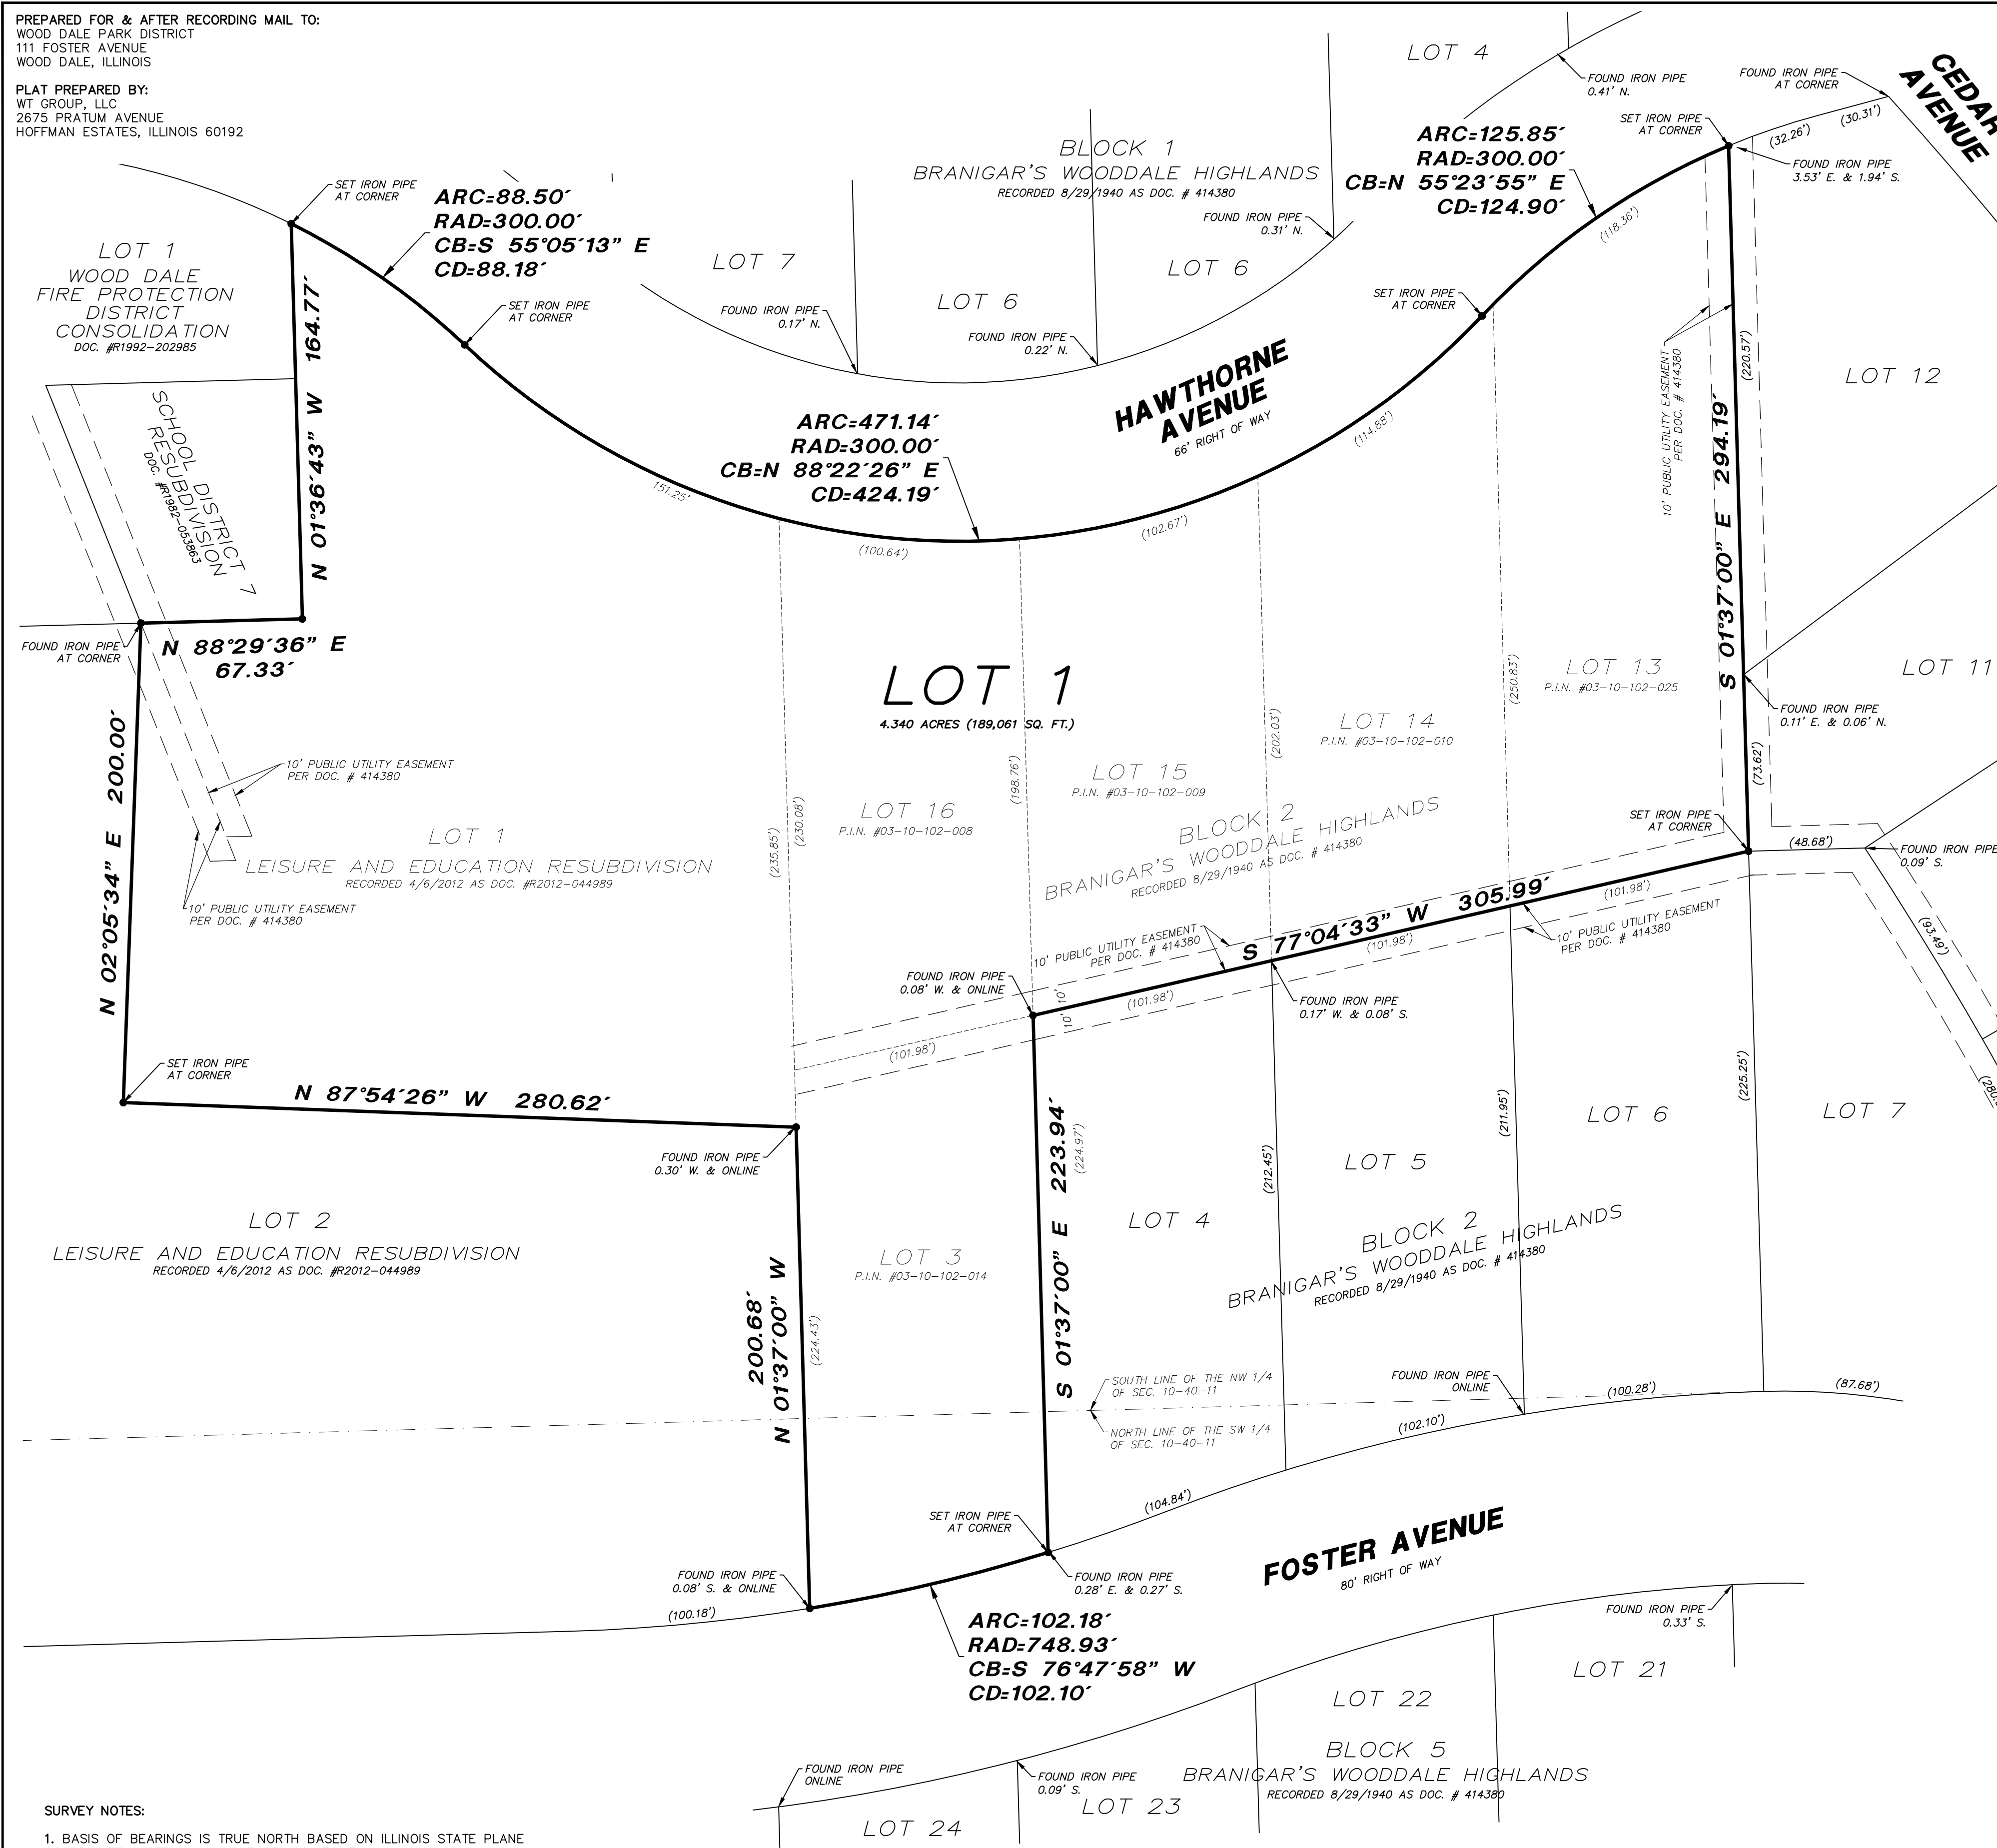 PREPARED FOR & AFTER RECORDING MAIL TO:
WOOD DALE PARK DISTRICT
111 FOSTER AVENUE
WOOD DALE, ILLINOIS
PLAT PREPARED BY:
WT GROUP, LLC
2675 PRATUM AVENUE
HOFFMAN ESTATES, ILLINOIS 60192
LOT 4
FOUND IRON PIPE
0.41' N.
FOUND IRON PIPE
AT CORNER
CEDAR
AVENUE
SET IRON PIPE
AT CORNER
(32.26')
(30.31')
FOUND IRON PIPE
3.53' E. & 1.94' S.
BLOCK 1
BRANIGAR'S WOODDALE HIGHLANDS
RECORDED 8/29/1940 AS DOC. # 414380
ARC=125.85'
RAD=300.00'
CB=N 55°23'55" E
CD=124.90'
(118.36')
SET IRON PIPE
AT CORNER
ARC=88.50'
RAD=300.00'
CB=S 55°05'13" E
CD=88.18'
FOUND IRON PIPE
0.31' N.
LOT 7
LOT 6
LOT 6
FOUND IRON PIPE
0.17' N.
FOUND IRON PIPE
0.22' N.
SET IRON PIPE
AT CORNER
SET IRON PIPE
AT CORNER
LOT 1
WOOD DALE
FIRE PROTECTION
DISTRICT
CONSOLIDATION
DOC. #R1992-202985
N 01°36'43" W 164.77'
SCHOOL DISTRICT 7
RESUBDIVISION
DOC. #R1982-053863
HAWTHORNE
AVENUE
66' RIGHT OF WAY
ARC=471.14'
RAD=300.00'
CB=N 88°22'26" E
CD=424.19'
151.25'
(100.64')
(102.67')
(114.88')
10' PUBLIC UTILITY EASEMENT
PER DOC. # 414380
(220.57')
S 01°37'00" E 294.19'
LOT 12
FOUND IRON PIPE
AT CORNER
N 88°29'36" E
67.33'
LOT 1
4.340 ACRES (189,061 SQ. FT.)
LOT 13
P.I.N. #03-10-102-025
LOT 11
FOUND IRON PIPE
0.11' E. & 0.06' N.
(250.83')
(202.03')
LOT 14
P.I.N. #03-10-102-010
(198.76')
LOT 15
P.I.N. #03-10-102-009
(73.62')
N 02°05'34" E 200.00'
10' PUBLIC UTILITY EASEMENT
PER DOC. # 414380
LOT 16
P.I.N. #03-10-102-008
(235.85')
(230.08')
LOT 1
LEISURE AND EDUCATION RESUBDIVISION
RECORDED 4/6/2012 AS DOC. #R2012-044989
10' PUBLIC UTILITY EASEMENT
PER DOC. # 414380
BLOCK 2
BRANIGAR'S WOODDALE HIGHLANDS
RECORDED 8/29/1940 AS DOC. # 414380
SET IRON PIPE
AT CORNER
(48.68')
FOUND IRON PIPE
0.09' S.
(93.49')
S 77°04'33" W 305.99'
(101.98')
(101.98')
(101.98')
(101.98')
10' PUBLIC UTILITY EASEMENT
PER DOC. # 414380
10' PUBLIC UTILITY EASEMENT
PER DOC. # 414380
FOUND IRON PIPE
0.08' W. & ONLINE
10'
10'
FOUND IRON PIPE
0.17' W. & 0.08' S.
SET IRON PIPE
AT CORNER
N 87°54'26" W 280.62'
FOUND IRON PIPE
0.30' W. & ONLINE
S 01°37'00" E 223.94'
(224.97')
(212.45')
(211.95')
(225.25')
LOT 6
LOT 7
LOT 5
LOT 4
LOT 2
LEISURE AND EDUCATION RESUBDIVISION
RECORDED 4/6/2012 AS DOC. #R2012-044989
LOT 3
P.I.N. #03-10-102-014
BLOCK 2
BRANIGAR'S WOODDALE HIGHLANDS
RECORDED 8/29/1940 AS DOC. # 414380
200.68'
N 01°37'00" W
(224.43')
SOUTH LINE OF THE NW 1/4
OF SEC. 10-40-11
NORTH LINE OF THE SW 1/4
OF SEC. 10-40-11
FOUND IRON PIPE
ONLINE
(100.28')
(87.68')
(102.10')
(104.84')
SET IRON PIPE
AT CORNER
FOUND IRON PIPE
0.08' S. & ONLINE
(100.18')
FOUND IRON PIPE
0.28' E. & 0.27' S.
FOSTER AVENUE
80' RIGHT OF WAY
ARC=102.18'
RAD=748.93'
CB=S 76°47'58" W
CD=102.10'
FOUND IRON PIPE
0.33' S.
LOT 21
LOT 22
BLOCK 5
BRANIGAR'S WOODDALE HIGHLANDS
RECORDED 8/29/1940 AS DOC. # 414380
FOUND IRON PIPE
ONLINE
FOUND IRON PIPE
0.09' S.
LOT 23
LOT 24
SURVEY NOTES:
1. BASIS OF BEARINGS IS TRUE NORTH BASED ON ILLINOIS STATE PLANE